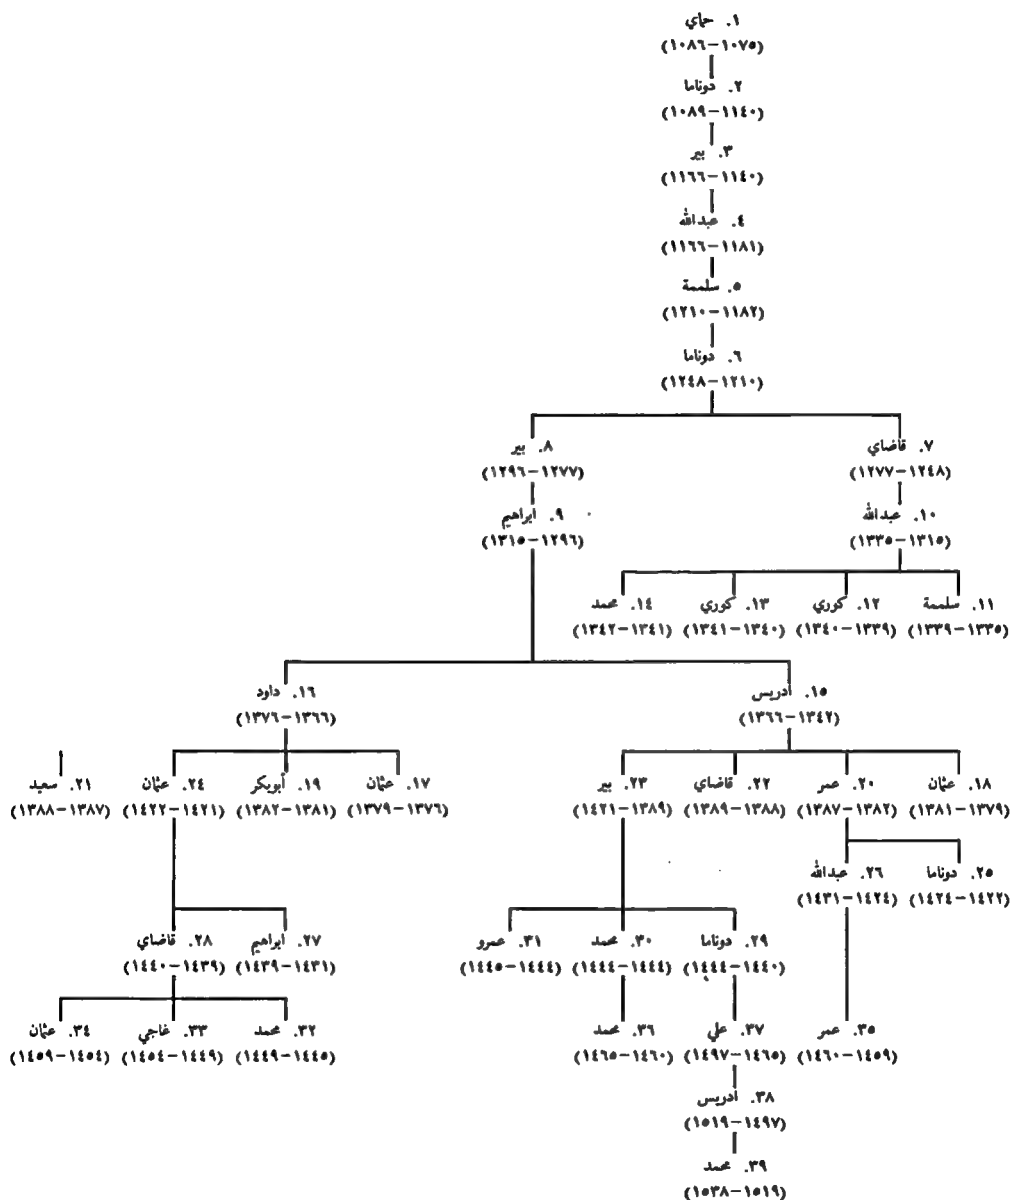 ١. حماي
(١٠٧٥–١٠٨٦)
٢. دوناما
(١١٤٠–١٠٨٩)
٣. بير
(١١٤٠–١١٦٦)
٤. عبدالله
(١١٨١–١١٦٦)
٥. سلممة
(١١٨٢–١٢١٠)
٦. دوناما
(١٢١٠–١٢٤٨)
٧. قاضاي
٨. بير
(١٢٤٨–١٢٧٧)
(١٢٧٧–١٢٩٦)
١٠. عبدالله
٩. ابراهيم
(١٣١٥–١٣٣٥)
(١٢٩٦–١٣١٥)
١١. سلممة
١٢. كوري
١٣. كوري
١٤. محمد
(١٣٣٥–١٣٣٩)
(١٣٣٩–١٣٤٠)
(١٣٤٠–١٣٤١)
(١٣٤١–١٣٤٢)
١٥. ادريس
١٦. داود
(١٣٤٢–١٣٦٦)
(١٣٦٦–١٣٧٦)
١٨. عثمان
٢٠. عمر
٢٢. قاضاي
٢٣. بير
١٧. عثمان
١٩. أبوبكر
٢٤. عثمان
٢١. سعيد
(١٣٧٩–١٣٨١)
(١٣٨٢–١٣٨٧)
(١٣٨٨–١٣٨٩)
(١٣٨٩–١٤٢١)
(١٣٧٦–١٣٧٩)
(١٣٨١–١٣٨٢)
(١٤٢١–١٤٢٢)
(١٣٨٧–١٣٨٨)
٢٥. دوناما
٢٦. عبدالله
(١٤٢٢–١٤٢٤)
(١٤٢٤–١٤٣١)
٢٩. دوناما
٣٠. محمد
٣١. عمرو
٢٧. ابراهيم
٢٨. قاضاي
(١٤٤٠–١٤٤٤)
(١٤٤٤–١٤٤٤)
(١٤٤٤–١٤٤٥)
(١٤٣١–١٤٣٩)
(١٤٣٩–١٤٤٠)
٣٥. عمر
٣٧. علي
٣٦. محمد
٣٢. محمد
٣٣. غاجي
٣٤. عثمان
(١٤٥٩–١٤٦٠)
(١٤٦٥–١٤٩٧)
(١٤٦٠–١٤٦٥)
(١٤٤٥–١٤٤٩)
(١٤٤٩–١٤٥٤)
(١٤٥٤–١٤٥٩)
٣٨. ادريس
(١٤٩٧–١٥١٩)
٣٩. محمد
(١٥١٩–١٥٣٨)